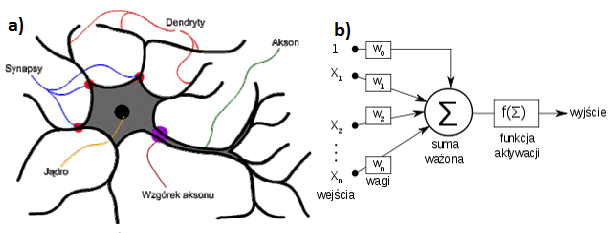 a)
Dendryty
Akson
Synapsy
Jądro
Wzgórek aksonu
b)
1
w₀
X₁
w₁
X₂
w₂
⋮
Xₙ
wₙ
wejścia
wagi
Σ
suma
ważona
f(Σ)
funkcja
aktywacji
wyjście